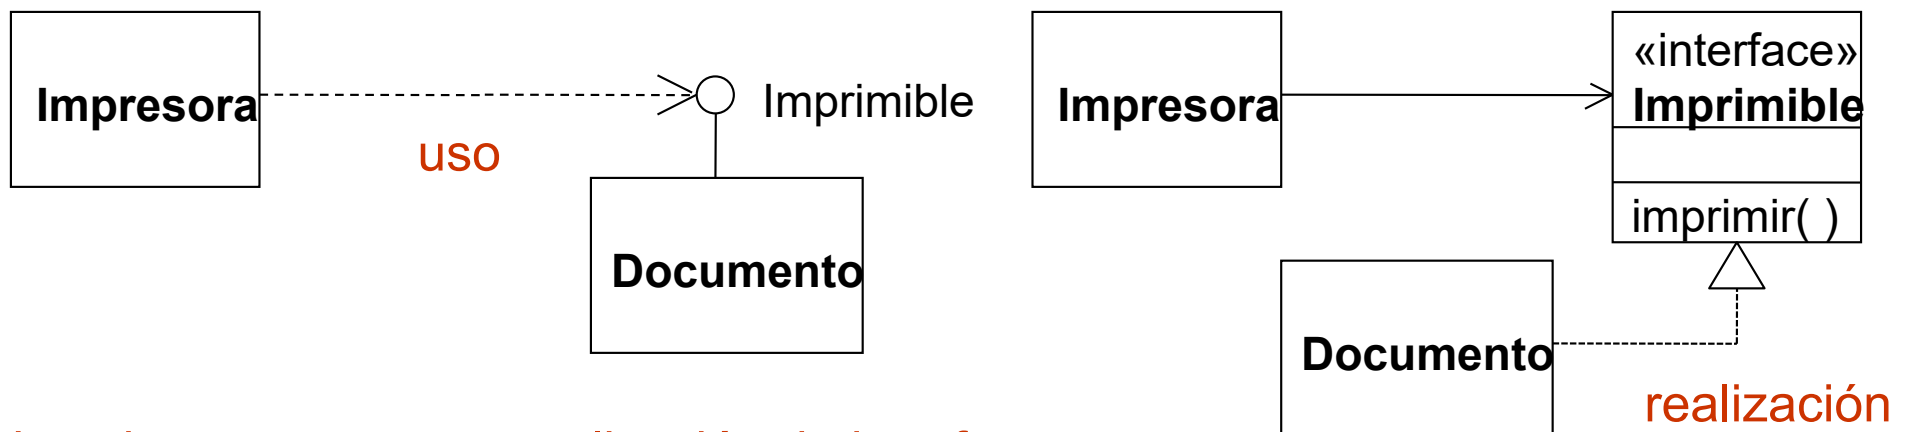 Impresora
uso
Imprimible
Documento
Impresora
«interface»
Imprimible
imprimir( )
Documento
realización